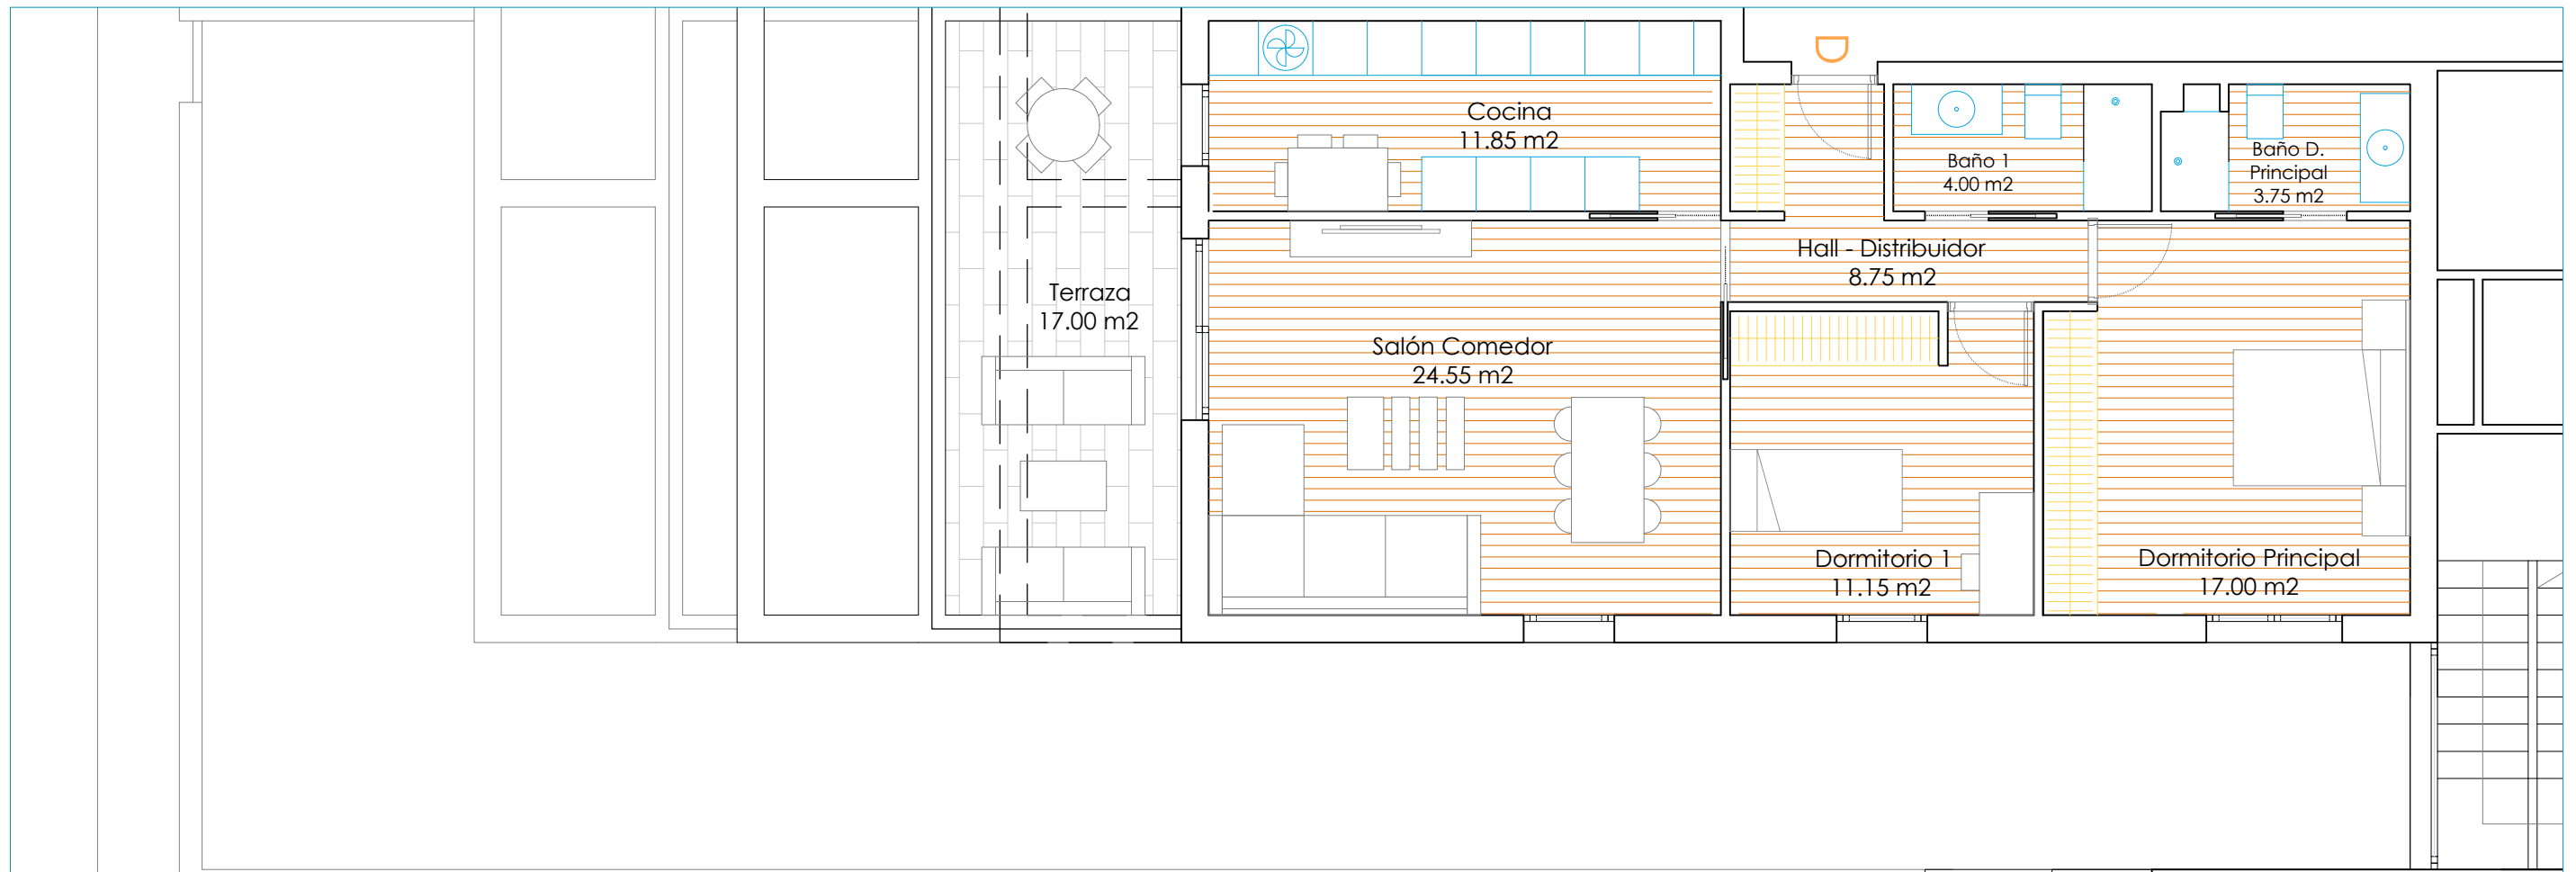 Cocina
11.85 m2
Baño 1
4.00 m2
Baño D.
Principal
3.75 m2
Hall - Distribuidor
8.75 m2
Terraza
17.00 m2
Salón Comedor
24.55 m2
Dormitorio 1
11.15 m2
Dormitorio Principal
17.00 m2
D